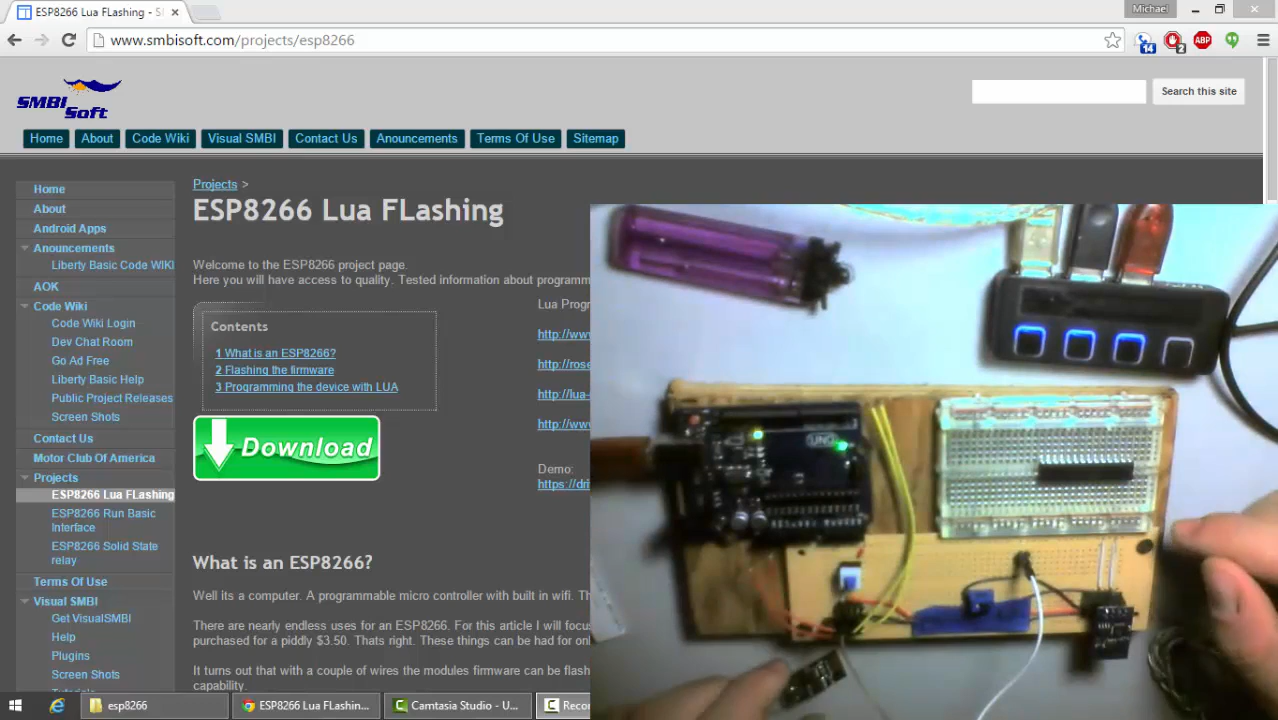 ESP8266 Lua FLashing - S
Michael
www.smbisoft.com/projects/esp8266
14
2
ABP
SMBI
Soft
Search this site
Home About Code Wiki Visual SMBI Contact Us Anouncements Terms Of Use Sitemap
Home
About
Android Apps
Anouncements
Liberty Basic Code WIKI
AOK
Code Wiki
Code Wiki Login
Dev Chat Room
Go Ad Free
Liberty Basic Help
Public Project Releases
Screen Shots
Contact Us
Motor Club Of America
Projects
ESP8266 Lua FLashing
ESP8266 Run Basic
Interface
ESP8266 Solid State
relay
Terms Of Use
Visual SMBI
Get VisualSMBI
Help
Plugins
Screen Shots
Tutorials
Projects >
ESP8266 Lua FLashing
Welcome to the ESP8266 project page.
Here you will have access to quality. Tested information about programm
Contents
1 What is an ESP8266?
2 Flashing the firmware
3 Programming the device with LUA
Download
Lua Progr
http://ww
http://rose
http://lua-
http://ww
Demo:
https://dri
What is an ESP8266?
Well its a computer. A programmable micro controller with built in wifi. Th
There are nearly endless uses for an ESP8266. For this article I will focu
purchased for a piddly $3.50. Thats right. These things can be had for onl
It turns out that with a couple of wires the modules firmware can be flash
capability.
UNO
esp8266
ESP8266 Lua FLashin...
Camtasia Studio - U...
Reco